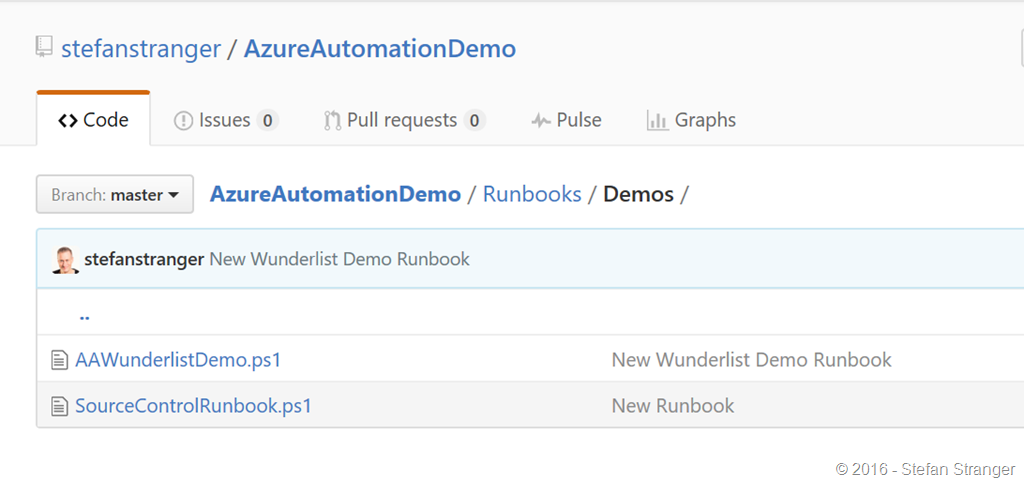 stefanstranger / AzureAutomationDemo
Code Issues 0 Pull requests 0 Pulse Graphs
Branch: master AzureAutomationDemo / Runbooks / Demos /
stefanstranger New Wunderlist Demo Runbook
..
AAWunderlistDemo.ps1 New Wunderlist Demo Runbook
SourceControlRunbook.ps1 New Runbook
© 2016 - Stefan Stranger